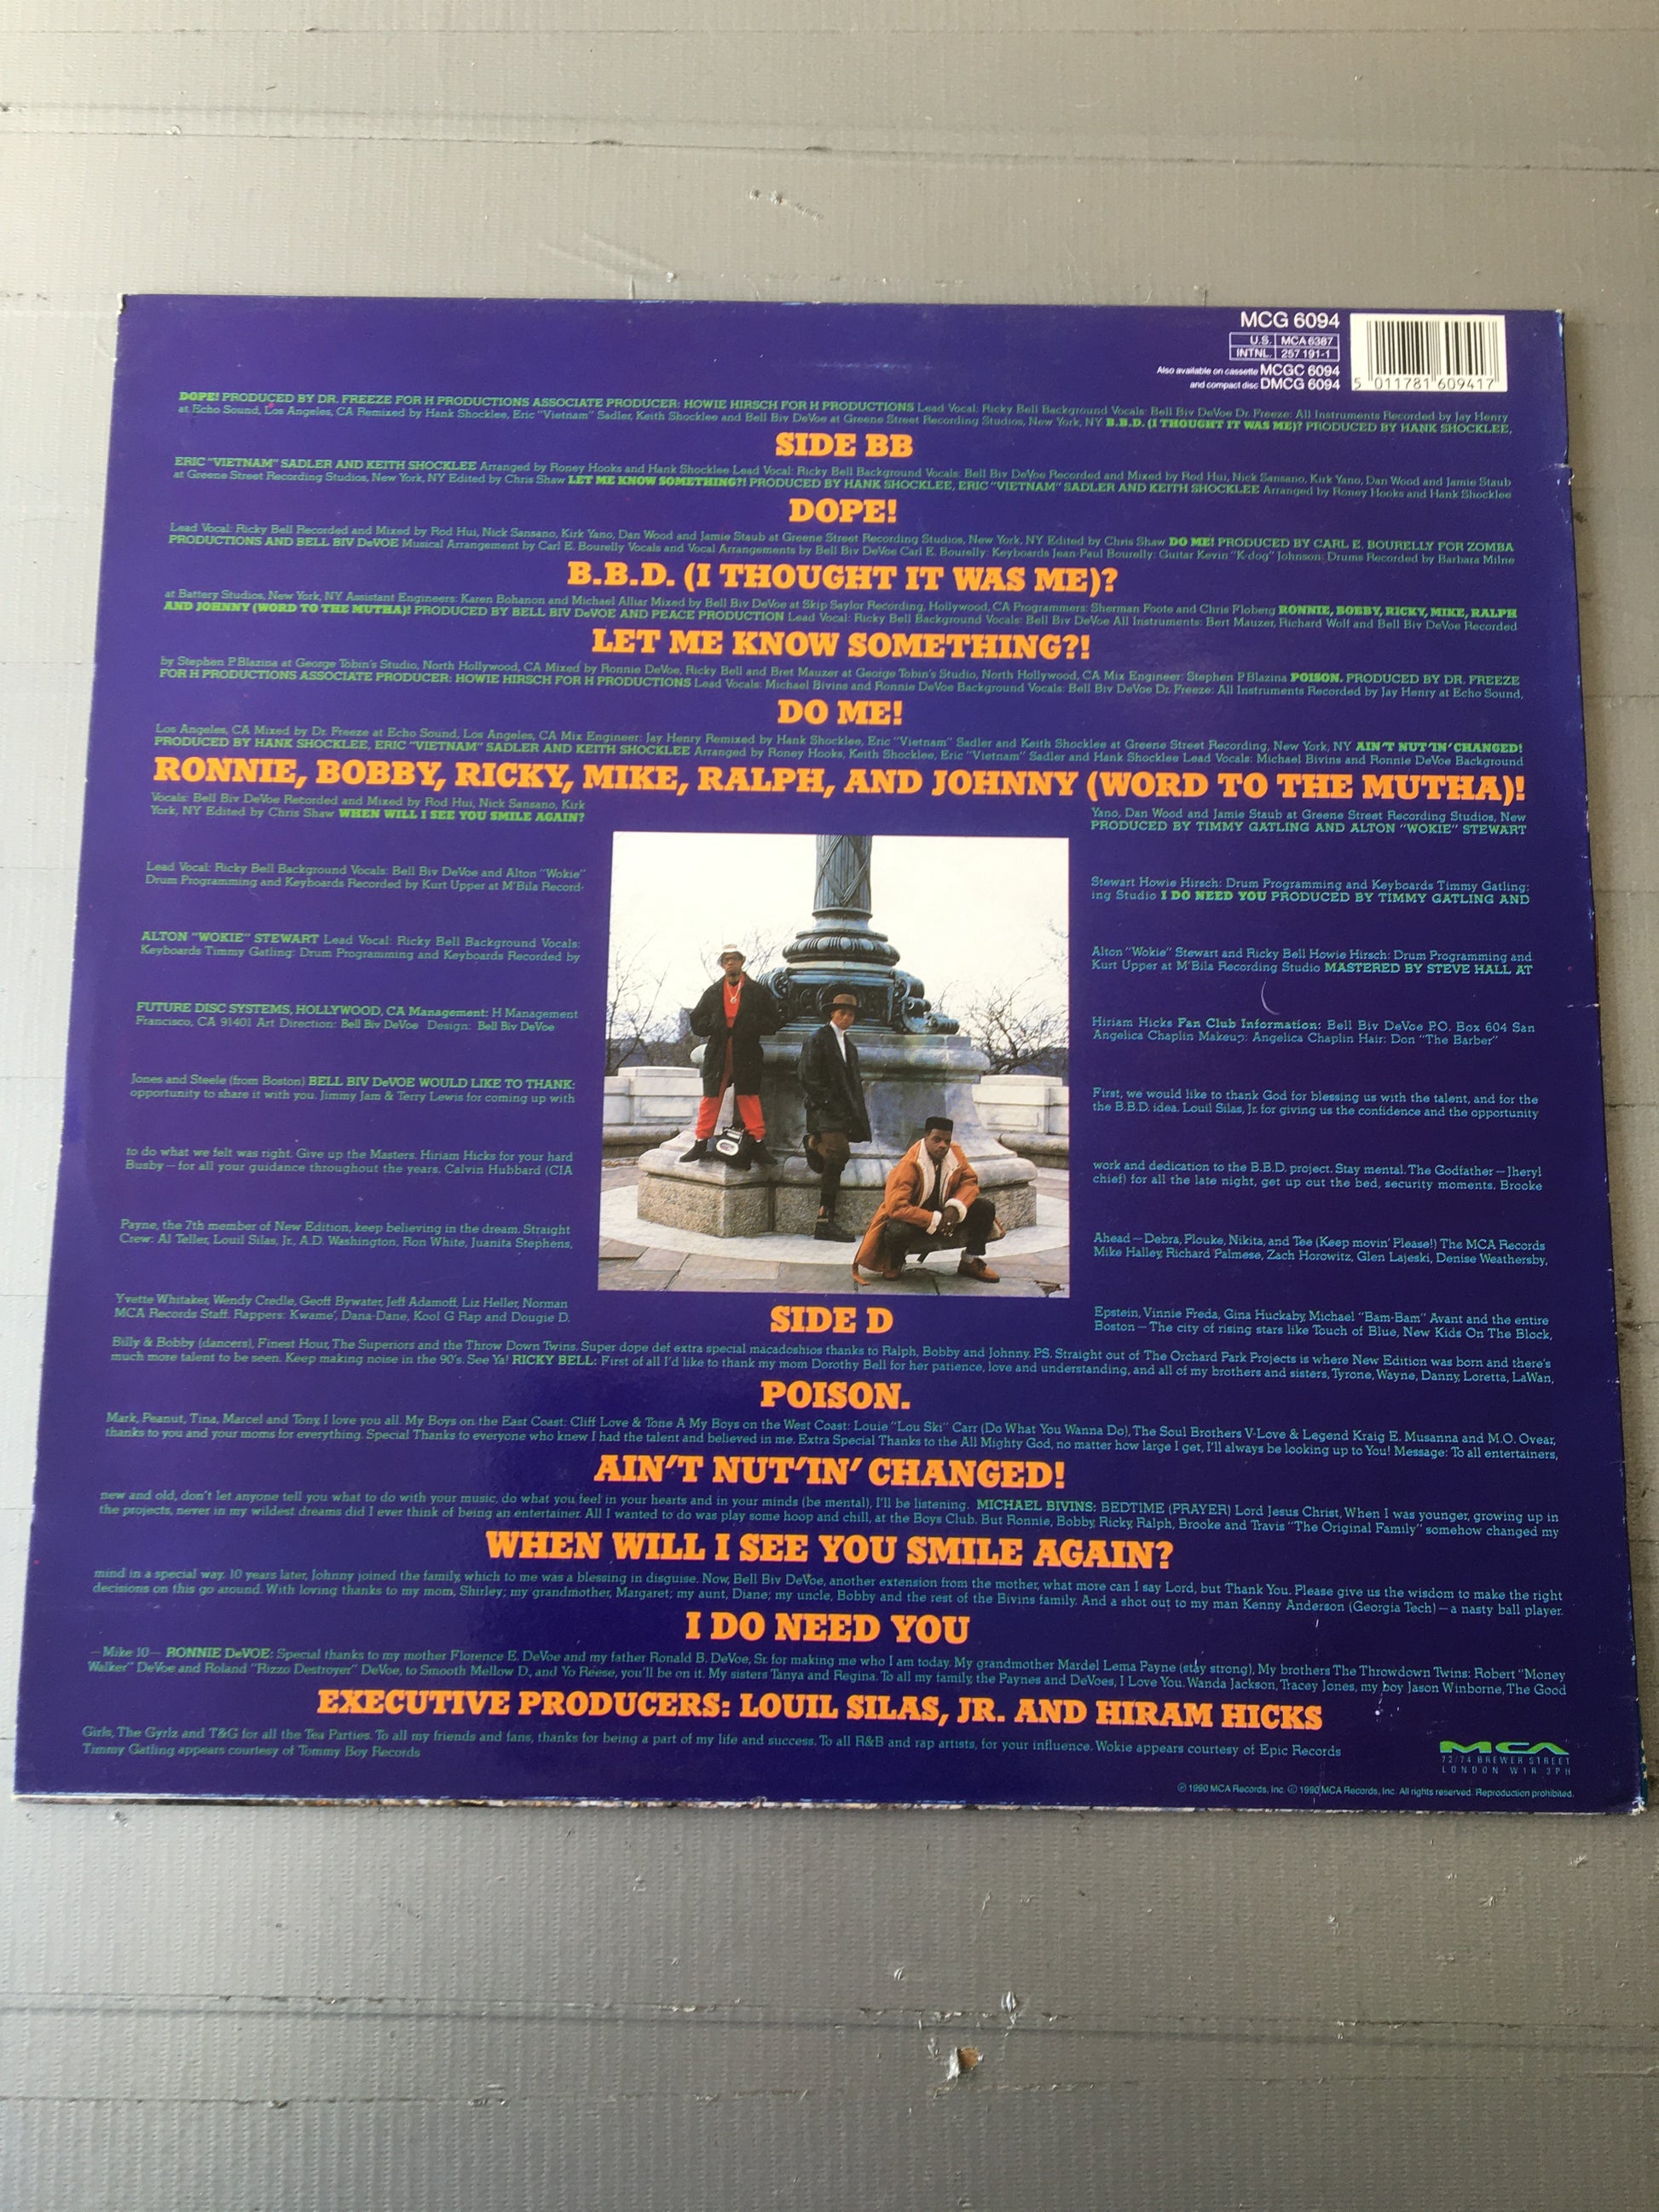 MCG 6094
U.S. MCA 6387
INTNL. 257 191-1
Also available on cassette MCGC 6094
and compact disc DMCG 6094
5 011781 609417
DOPE! PRODUCED BY DR. FREEZE FOR H PRODUCTIONS ASSOCIATE PRODUCER: HOWIE HIRSCH FOR H PRODUCTIONS Lead Vocal: Ricky Bell Background Vocals: Bell Biv DeVoe Dr. Freeze: All Instruments Recorded by Jay Henry
at Echo Sound, Los Angeles, CA Remixed by Hank Shocklee, Eric "Vietnam" Sadler, Keith Shocklee and Bell Biv DeVoe at Greene Street Recording Studios, New York, NY B.B.D. (I THOUGHT IT WAS ME)? PRODUCED BY HANK SHOCKLEE,
SIDE BB
ERIC "VIETNAM" SADLER AND KEITH SHOCKLEE Arranged by Roney Hooks and Hank Shocklee Lead Vocal: Ricky Bell Background Vocals: Bell Biv DeVoe Recorded and Mixed by Rod Hui, Nick Sansano, Kirk Yano, Dan Wood and Jamie Staub
at Greene Street Recording Studios, New York, NY Edited by Chris Shaw LET ME KNOW SOMETHING?! PRODUCED BY HANK SHOCKLEE, ERIC "VIETNAM" SADLER AND KEITH SHOCKLEE Arranged by Roney Hooks and Hank Shocklee
DOPE!
Lead Vocal: Ricky Bell Recorded and Mixed by Rod Hui, Nick Sansano, Kirk Yano, Dan Wood and Jamie Staub at Greene Street Recording Studios, New York, NY Edited by Chris Shaw DO ME! PRODUCED BY CARL E. BOURELLY FOR ZOMBA
PRODUCTIONS AND BELL BIV DeVOE Musical Arrangement by Carl E. Bourelly Vocals and Vocal Arrangements by Bell Biv DeVoe Carl E. Bourelly: Keyboards Jean-Paul Bourelly: Guitar Kevin "K-dog" Johnson: Drums Recorded by Barbara Milne
B.B.D. (I THOUGHT IT WAS ME)?
at Battery Studios, New York, NY Assistant Engineers: Karen Bohanon and Michael Alliar Mixed by Bell Biv DeVoe at Skip Saylor Recording, Hollywood, CA Programmers: Sherman Foote and Chris Floberg RONNIE, BOBBY, RICKY, MIKE, RALPH
AND JOHNNY (WORD TO THE MUTHA)! PRODUCED BY BELL BIV DeVOE AND PEACE PRODUCTION Lead Vocal: Ricky Bell Background Vocals: Bell Biv DeVoe All Instruments: Bert Mauzer, Richard Wolf and Bell Biv DeVoe Recorded
LET ME KNOW SOMETHING?!
by Stephen P. Blazina at George Tobin's Studio, North Hollywood, CA Mixed by Ronnie DeVoe, Ricky Bell and Bret Mauzer at George Tobin's Studio, North Hollywood, CA Mix Engineer: Stephen P. Blazina POISON. PRODUCED BY DR. FREEZE
FOR H PRODUCTIONS ASSOCIATE PRODUCER: HOWIE HIRSCH FOR H PRODUCTIONS Lead Vocals: Michael Bivins and Ronnie DeVoe Background Vocals: Bell Biv DeVoe Dr. Freeze: All Instruments Recorded by Jay Henry at Echo Sound,
DO ME!
Los Angeles, CA Mixed by Dr. Freeze at Echo Sound, Los Angeles, CA Mix Engineer: Jay Henry Remixed by Hank Shocklee, Eric "Vietnam" Sadler and Keith Shocklee at Greene Street Recording, New York, NY AIN'T NUT'IN' CHANGED!
PRODUCED BY HANK SHOCKLEE, ERIC "VIETNAM" SADLER AND KEITH SHOCKLEE Arranged by Roney Hooks, Keith Shocklee, Eric "Vietnam" Sadler and Hank Shocklee Lead Vocals: Michael Bivins and Ronnie DeVoe Background
RONNIE, BOBBY, RICKY, MIKE, RALPH, AND JOHNNY (WORD TO THE MUTHA)!
Vocals: Bell Biv DeVoe Recorded and Mixed by Rod Hui, Nick Sansano, Kirk Yano, Dan Wood and Jamie Staub at Greene Street Recording Studios, New
York, NY Edited by Chris Shaw WHEN WILL I SEE YOU SMILE AGAIN? PRODUCED BY TIMMY GATLING AND ALTON "WOKIE" STEWART
Lead Vocal: Ricky Bell Background Vocals: Bell Biv DeVoe and Alton "Wokie" Stewart Howie Hirsch: Drum Programming and Keyboards Timmy Gatling:
Drum Programming and Keyboards Recorded by Kurt Upper at M'Bila Recording Studio I DO NEED YOU PRODUCED BY TIMMY GATLING AND
ALTON "WOKIE" STEWART Lead Vocal: Ricky Bell Background Vocals: Alton "Wokie" Stewart and Ricky Bell Howie Hirsch: Drum Programming and
Keyboards Timmy Gatling: Drum Programming and Keyboards Recorded by Kurt Upper at M'Bila Recording Studio MASTERED BY STEVE HALL AT
FUTURE DISC SYSTEMS, HOLLYWOOD, CA Management: H Management Hiriam Hicks Fan Club Information: Bell Biv DeVoe P.O. Box 604 San
Francisco, CA 91401 Art Direction: Bell Biv DeVoe Design: Bell Biv DeVoe Angelica Chaplin Makeup: Angelica Chaplin Hair: Don "The Barber"
Jones and Steele (from Boston) BELL BIV DeVOE WOULD LIKE TO THANK: First, we would like to thank God for blessing us with the talent, and for the
opportunity to share it with you. Jimmy Jam & Terry Lewis for coming up with the B.B.D. idea. Louil Silas, Jr. for giving us the confidence and the opportunity
to do what we felt was right. Give up the Masters. Hiriam Hicks for your hard work and dedication to the B.B.D. project. Stay mental. The Godfather—Jheryl
Busby—for all your guidance throughout the years. Calvin Hubbard (CIA chief) for all the late night, get up out the bed, security moments. Brooke
Payne, the 7th member of New Edition, keep believing in the dream. Straight Ahead—Debra, Plouke, Nikita, and Tee (Keep movin' Please!) The MCA Records
Crew: Al Teller, Louil Silas, Jr., A.D. Washington, Ron White, Juanita Stephens, Mike Halley, Richard Palmese, Zach Horowitz, Glen Lajeski, Denise Weathersby,
Yvette Whitaker, Wendy Credle, Geoff Bywater, Jeff Adamoff, Liz Heller, Norman Epstein, Vinnie Freda, Gina Huckaby, Michael "Bam-Bam" Avant and the entire
MCA Records Staff. Rappers: Kwame', Dana-Dane, Kool G Rap and Dougie D. Boston—The city of rising stars like Touch of Blue, New Kids On The Block,
SIDE D
Billy & Bobby (dancers), Finest Hour, The Superiors and the Throw Down Twins. Super dope def extra special macadoshios thanks to Ralph, Bobby and Johnny. PS. Straight out of The Orchard Park Projects is where New Edition was born and there's
much more talent to be seen. Keep making noise in the 90's. See Ya! RICKY BELL: First of all I'd like to thank my mom Dorothy Bell for her patience, love and understanding, and all of my brothers and sisters, Tyrone, Wayne, Danny, Loretta, LaWan,
POISON.
Mark, Peanut, Tina, Marcel and Tony, I love you all. My Boys on the East Coast: Cliff Love & Tone A My Boys on the West Coast: Louie "Lou Ski" Carr (Do What You Wanna Do), The Soul Brothers V-Love & Legend Kraig E. Musanna and M.O. Ovear,
thanks to you and your moms for everything. Special Thanks to everyone who knew I had the talent and believed in me. Extra Special Thanks to the All Mighty God, no matter how large I get, I'll always be looking up to You! Message: To all entertainers,
AIN'T NUT'IN' CHANGED!
new and old, don't let anyone tell you what to do with your music, do what you feel in your hearts and in your minds (be mental), I'll be listening. MICHAEL BIVINS: BEDTIME (PRAYER) Lord Jesus Christ, When I was younger, growing up in
the projects, never in my wildest dreams did I ever think of being an entertainer. All I wanted to do was play some hoop and chill, at the Boys Club. But Ronnie, Bobby, Ricky, Ralph, Brooke and Travis "The Original Family" somehow changed my
WHEN WILL I SEE YOU SMILE AGAIN?
mind in a special way. 10 years later, Johnny joined the family, which to me was a blessing in disguise. Now, Bell Biv DeVoe, another extension from the mother, what more can I say Lord, but Thank You. Please give us the wisdom to make the right
decisions on this go around. With loving thanks to my mom, Shirley; my grandmother, Margaret; my aunt, Diane; my uncle, Bobby and the rest of the Bivins family. And a shot out to my man Kenny Anderson (Georgia Tech)—a nasty ball player.
I DO NEED YOU
—Mike 10— RONNIE DeVOE: Special thanks to my mother Florence E. DeVoe and my father Ronald B. DeVoe, Sr. for making me who I am today. My grandmother Mardel Lema Payne (stay strong), My brothers The Throwdown Twins: Robert "Money
Walker" DeVoe and Roland "Rizzo Destroyer" DeVoe, to Smooth Mellow D, and Yo Reese, you'll be on it. My sisters Tanya and Regina. To all my family, the Paynes and DeVoes, I Love You. Wanda Jackson, Tracey Jones, my boy Jason Winborne, The Good
EXECUTIVE PRODUCERS: LOUIL SILAS, JR. AND HIRAM HICKS
Girls, The Gyrlz and T&G for all the Tea Parties. To all my friends and fans, thanks for being a part of my life and success. To all R&B and rap artists, for your influence. Wokie appears courtesy of Epic Records
Timmy Gatling appears courtesy of Tommy Boy Records
MCA
72/74 BREWER STREET
LONDON W1R 3PH
℗ 1990 MCA Records, Inc. © 1990 MCA Records, Inc. All rights reserved. Reproduction prohibited.